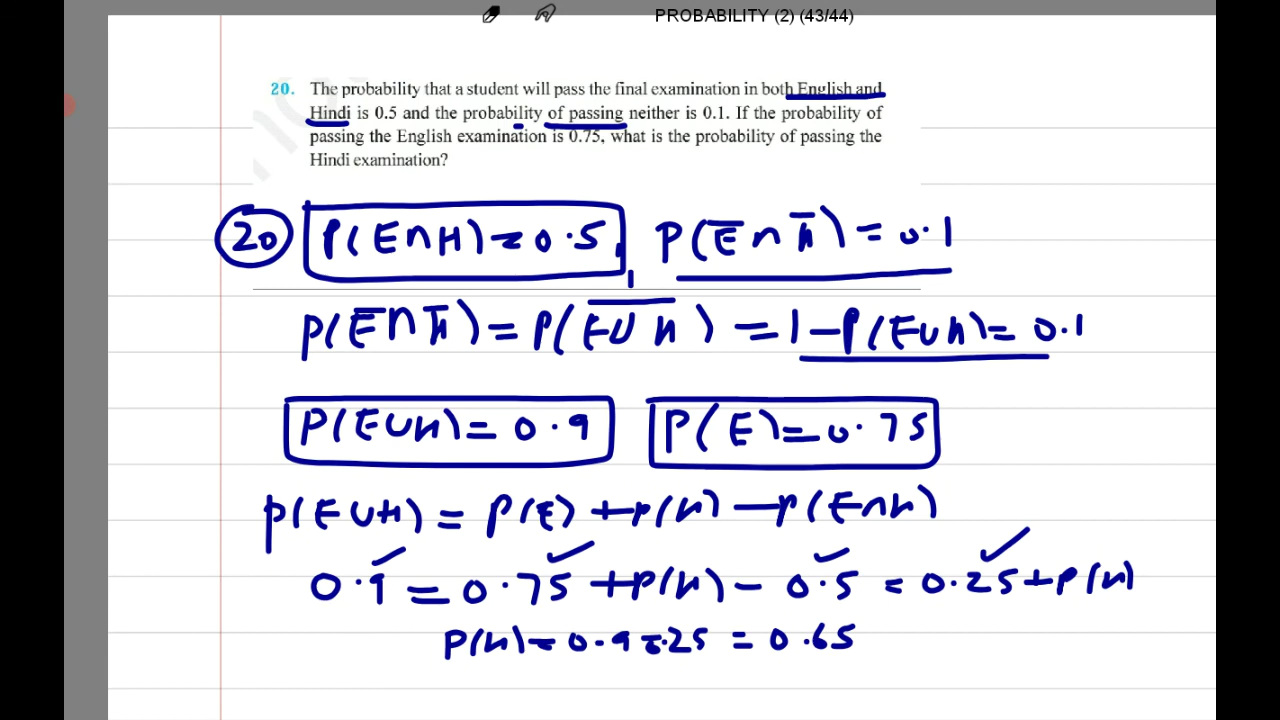 PROBABILITY (2) (43/44)
20. The probability that a student will pass the final examination in both English and
Hindi is 0.5 and the probability of passing neither is 0.1. If the probability of
passing the English examination is 0.75, what is the probability of passing the
Hindi examination?
20 P(E∩H)=0.5, P(E̅∩h̅)=0.1
P(E̅∩h̅)=P(E̅U̅h̅)=1-P(EUh)=0.1
P(EUH)=0.9 P(E)=0.75
P(EUH)=P(E)+P(H)-P(E∩H)
0.9=0.75+P(H)-0.5=0.25+P(H)
P(H)=0.9-0.25=0.65